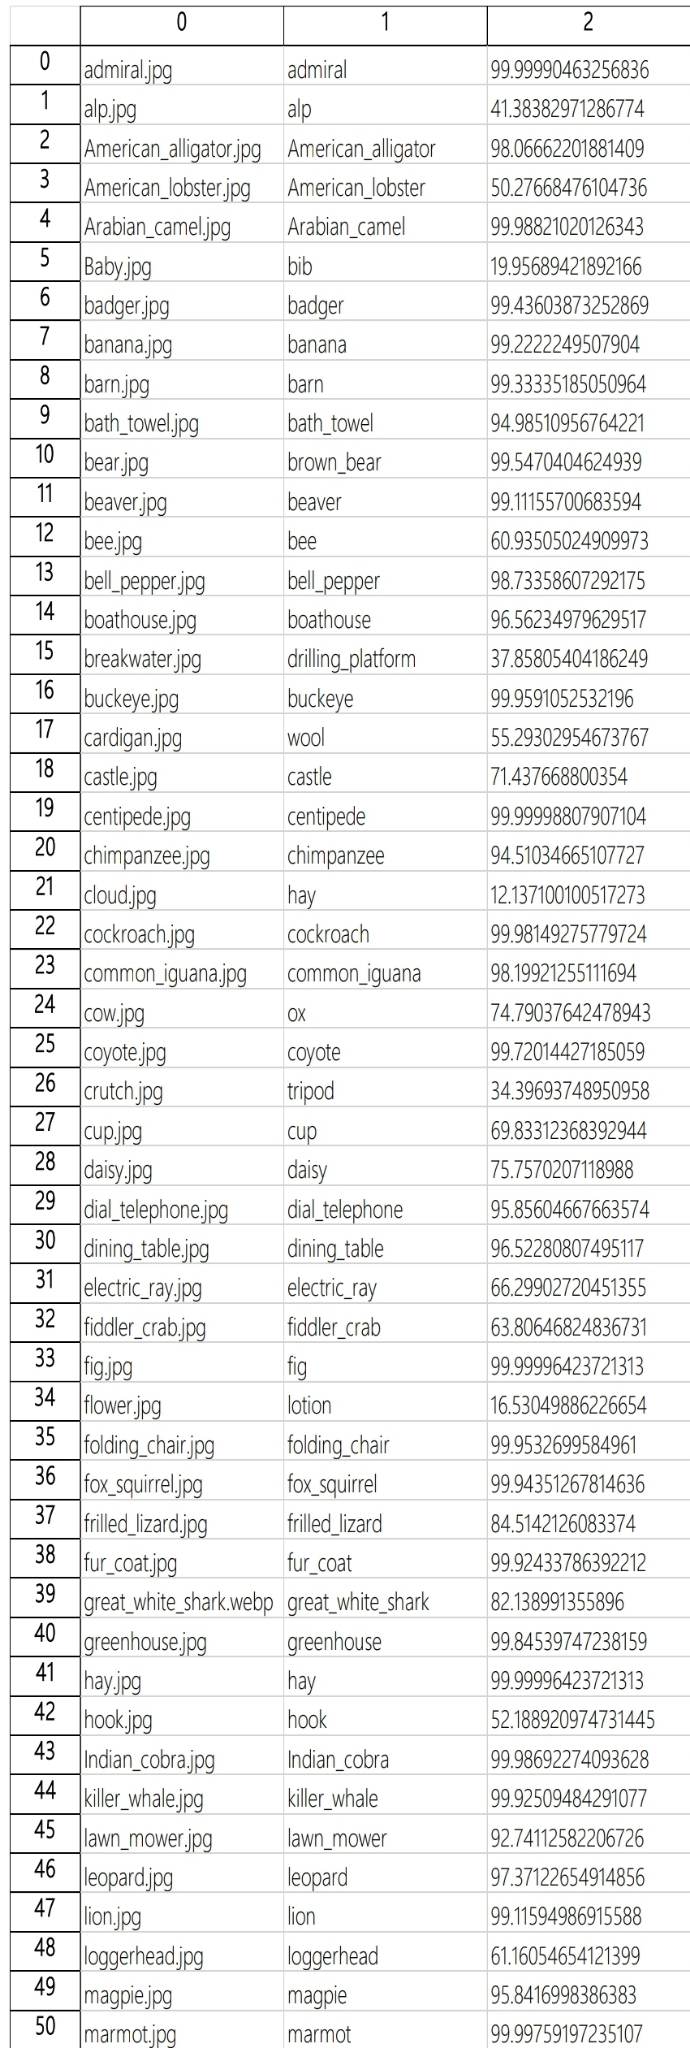 0 1 2
0 admiral.jpg admiral 99.99990463256836
1 alp.jpg alp 41.38382971286774
2 American_alligator.jpg American_alligator 98.06662201881409
3 American_lobster.jpg American_lobster 50.27668476104736
4 Arabian_camel.jpg Arabian_camel 99.98821020126343
5 Baby.jpg bib 19.95689421892166
6 badger.jpg badger 99.43603873252869
7 banana.jpg banana 99.2222249507904
8 barn.jpg barn 99.33335185050964
9 bath_towel.jpg bath_towel 94.98510956764221
10 bear.jpg brown_bear 99.5470404624939
11 beaver.jpg beaver 99.11155700683594
12 bee.jpg bee 60.93505024909973
13 bell_pepper.jpg bell_pepper 98.73358607292175
14 boathouse.jpg boathouse 96.56234979629517
15 breakwater.jpg drilling_platform 37.85805404186249
16 buckeye.jpg buckeye 99.9591052532196
17 cardigan.jpg wool 55.29302954673767
18 castle.jpg castle 71.437668800354
19 centipede.jpg centipede 99.99998807907104
20 chimpanzee.jpg chimpanzee 94.51034665107727
21 cloud.jpg hay 12.137100100517273
22 cockroach.jpg cockroach 99.98149275779724
23 common_iguana.jpg common_iguana 98.19921255111694
24 cow.jpg ox 74.79037642478943
25 coyote.jpg coyote 99.72014427185059
26 crutch.jpg tripod 34.39693748950958
27 cup.jpg cup 69.83312368392944
28 daisy.jpg daisy 75.7570207118988
29 dial_telephone.jpg dial_telephone 95.85604667663574
30 dining_table.jpg dining_table 96.52280807495117
31 electric_ray.jpg electric_ray 66.29902720451355
32 fiddler_crab.jpg fiddler_crab 63.80646824836731
33 fig.jpg fig 99.99996423721313
34 flower.jpg lotion 16.53049886226654
35 folding_chair.jpg folding_chair 99.9532699584961
36 fox_squirrel.jpg fox_squirrel 99.94351267814636
37 frilled_lizard.jpg frilled_lizard 84.5142126083374
38 fur_coat.jpg fur_coat 99.92433786392212
39 great_white_shark.webp great_white_shark 82.138991355896
40 greenhouse.jpg greenhouse 99.84539747238159
41 hay.jpg hay 99.99996423721313
42 hook.jpg hook 52.188920974731445
43 Indian_cobra.jpg Indian_cobra 99.98692274093628
44 killer_whale.jpg killer_whale 99.92509484291077
45 lawn_mower.jpg lawn_mower 92.74112582206726
46 leopard.jpg leopard 97.37122654914856
47 lion.jpg lion 99.11594986915588
48 loggerhead.jpg loggerhead 61.16054654121399
49 magpie.jpg magpie 95.8416998386383
50 marmot.jpg marmot 99.99759197235107